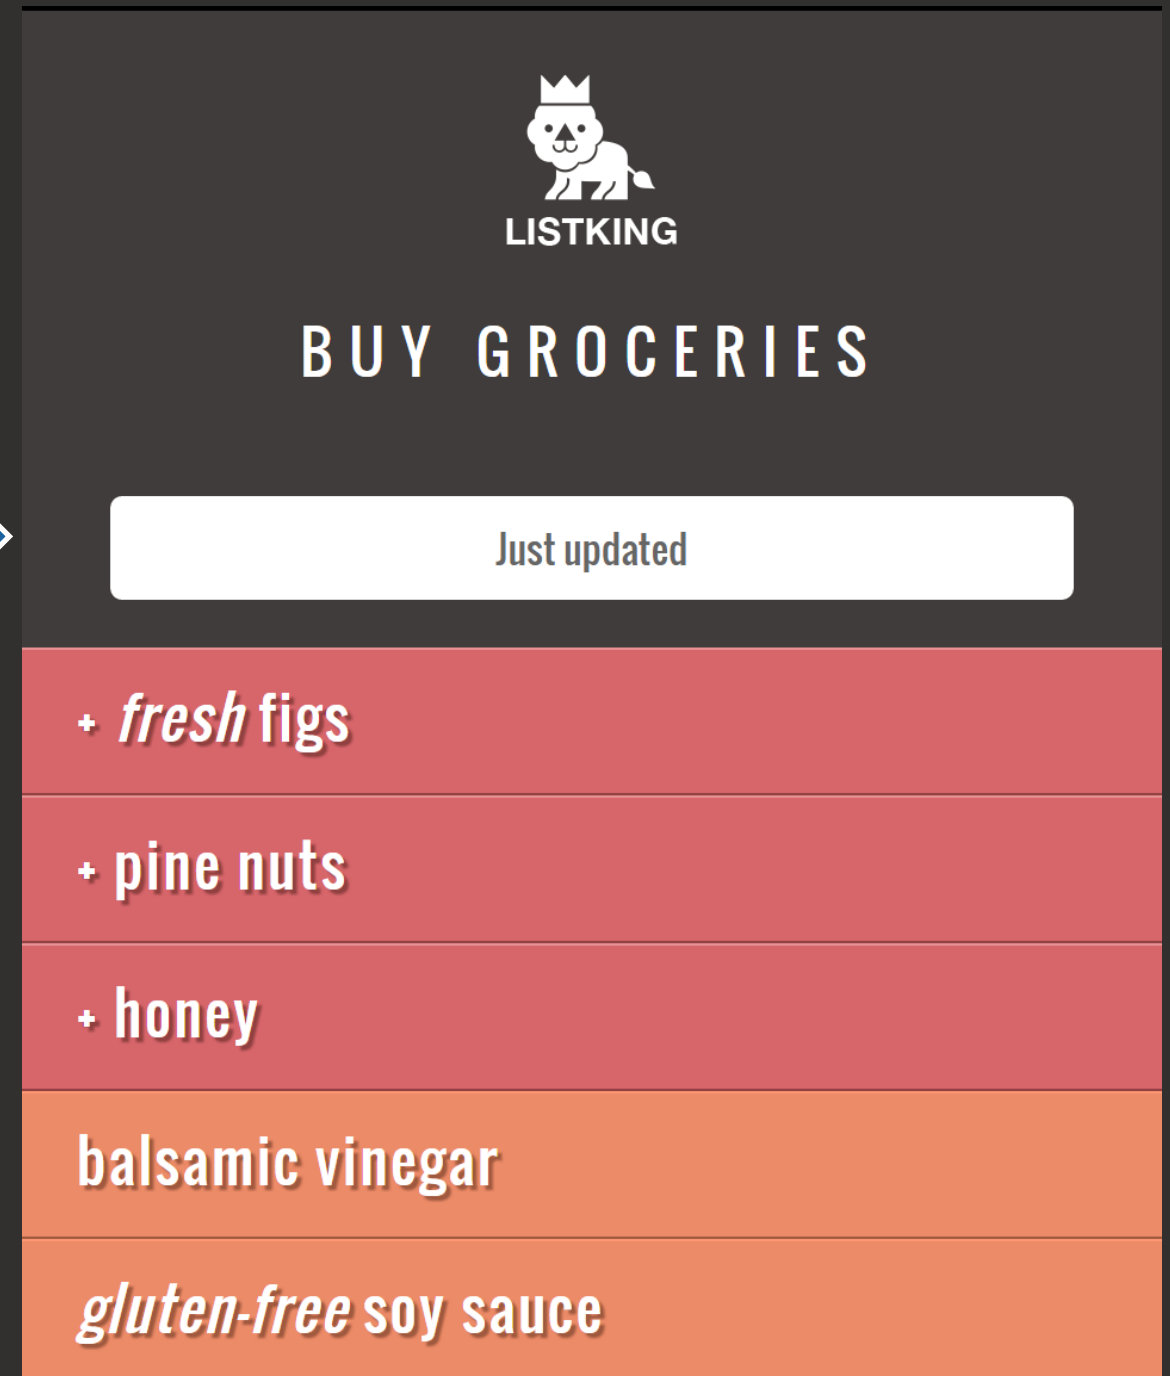 LISTKING
BUY GROCERIES
Just updated
+ fresh figs
+ pine nuts
+ honey
balsamic vinegar
gluten-free soy sauce